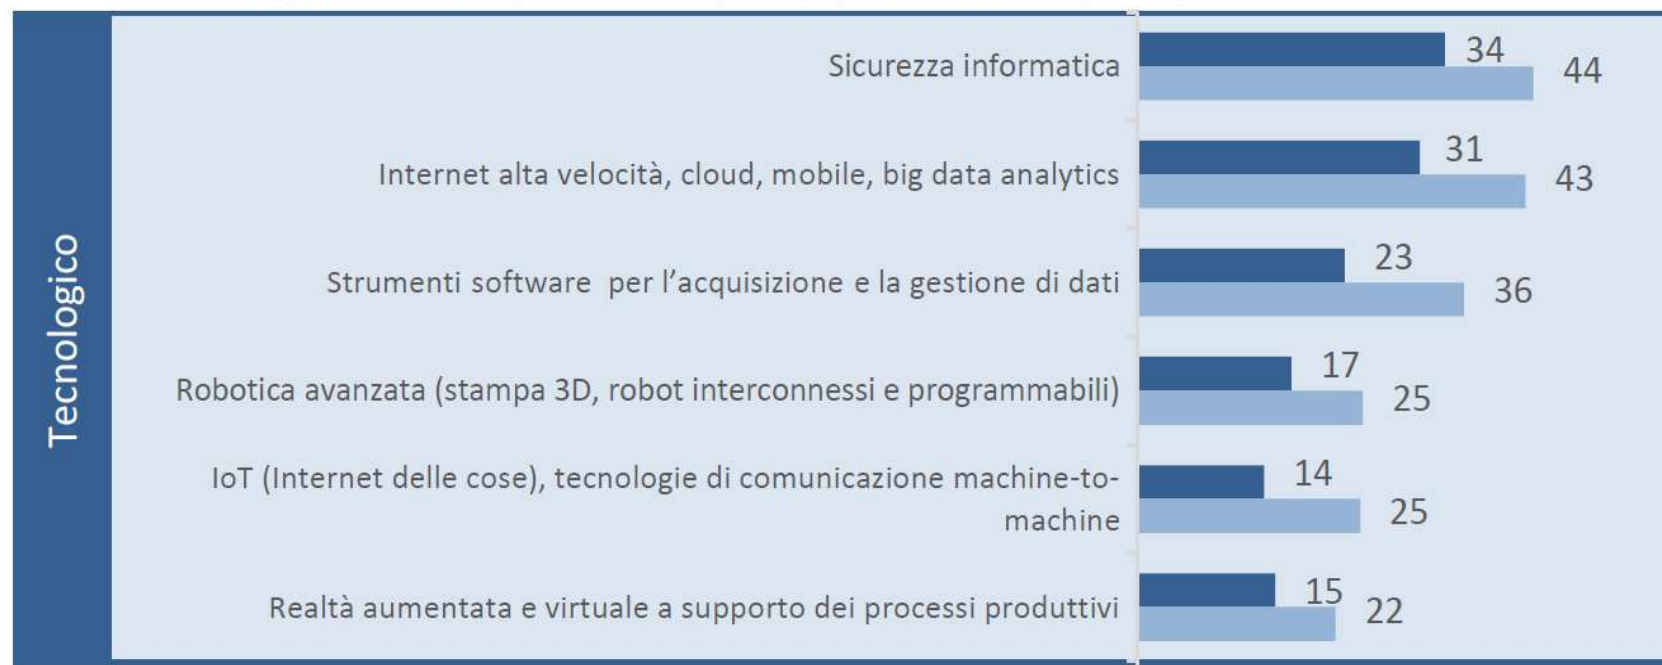 Tecnologico
Sicurezza informatica
34
44
Internet alta velocità, cloud, mobile, big data analytics
31
43
Strumenti software per l'acquisizione e la gestione di dati
23
36
Robotica avanzata (stampa 3D, robot interconnessi e programmabili)
17
25
IoT (Internet delle cose), tecnologie di comunicazione machine-to-
machine
14
25
Realtà aumentata e virtuale a supporto dei processi produttivi
15
22